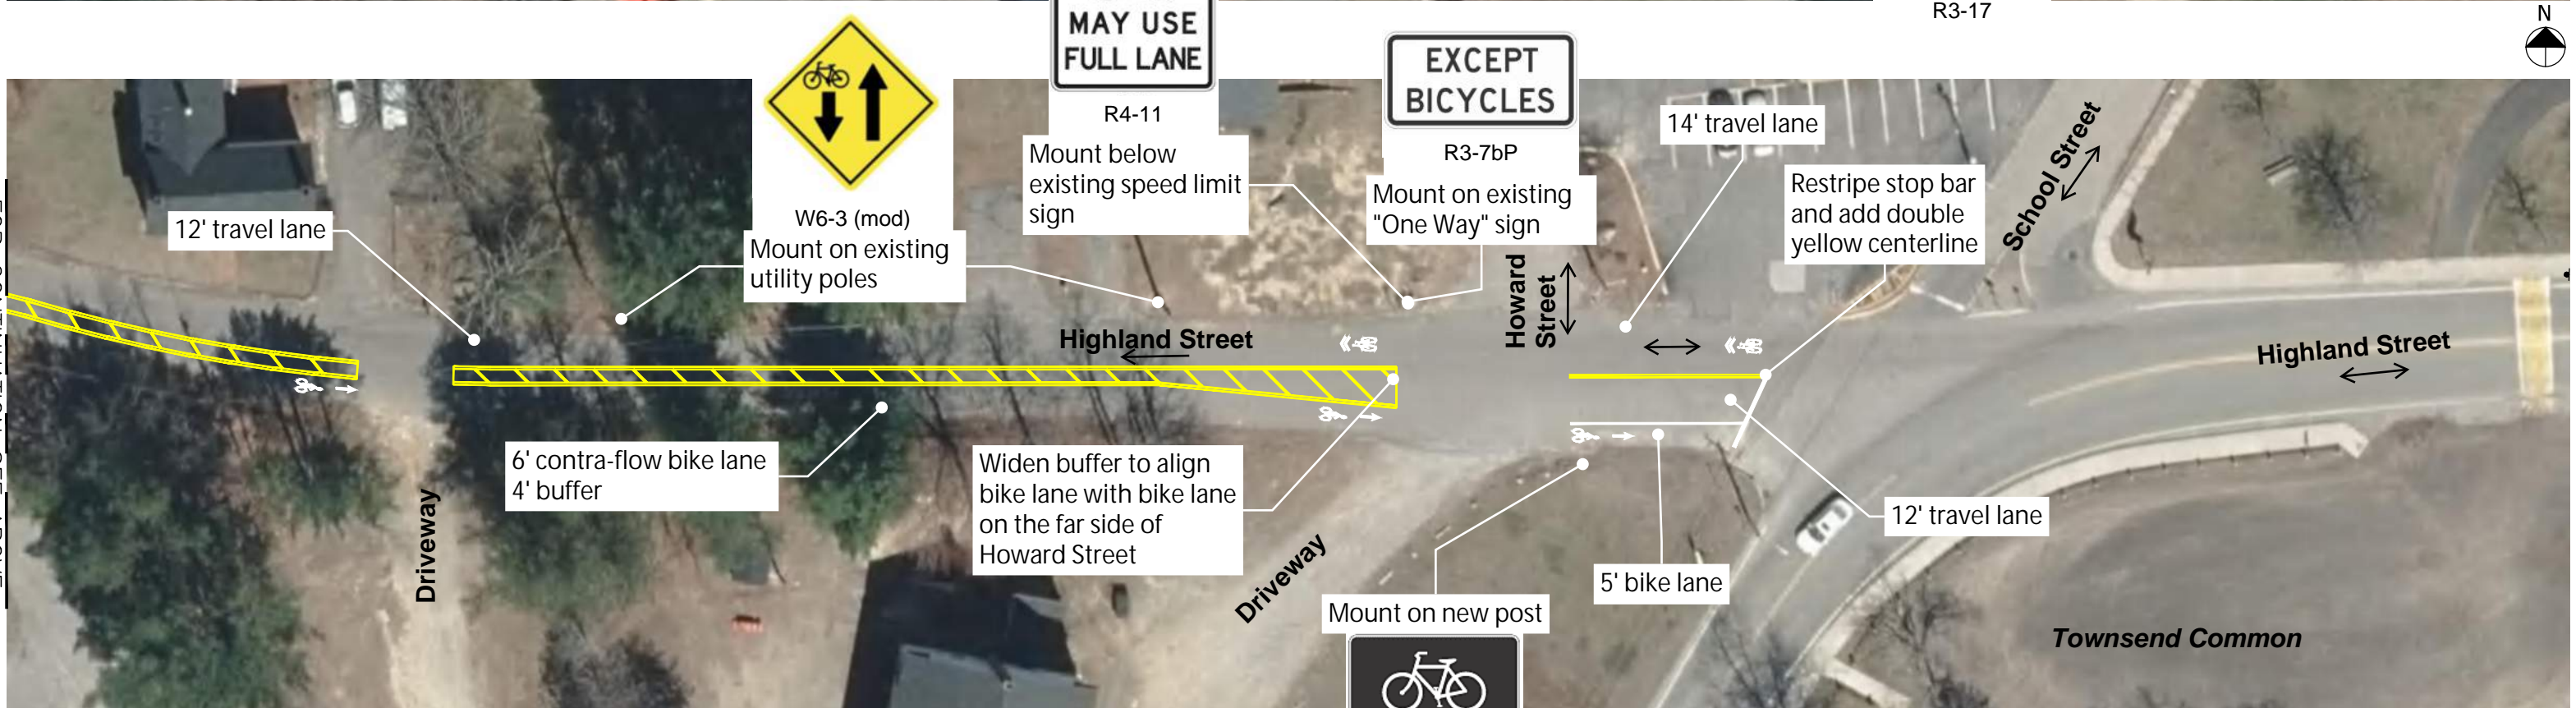 R3-17
N
MAY USE
FULL LANE
R4-11
EXCEPT
BICYCLES
R3-7bP
14' travel lane
Mount below
existing speed limit
sign
Mount on existing
"One Way" sign
Restripe stop bar
and add double
yellow centerline
School Street
12' travel lane
W6-3 (mod)
Mount on existing
utility poles
Howard
Street
Highland Street
Highland Street
6' contra-flow bike lane
4' buffer
Widen buffer to align
bike lane with bike lane
on the far side of
Howard Street
12' travel lane
Driveway
Driveway
5' bike lane
Mount on new post
Townsend Common